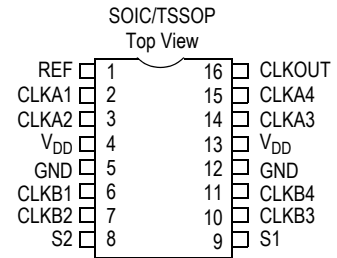 SOIC/TSSOP
Top View
REF 1 16 CLKOUT
CLKA1 2 15 CLKA4
CLKA2 3 14 CLKA3
VDD 4 13 VDD
GND 5 12 GND
CLKB1 6 11 CLKB4
CLKB2 7 10 CLKB3
S2 8 9 S1